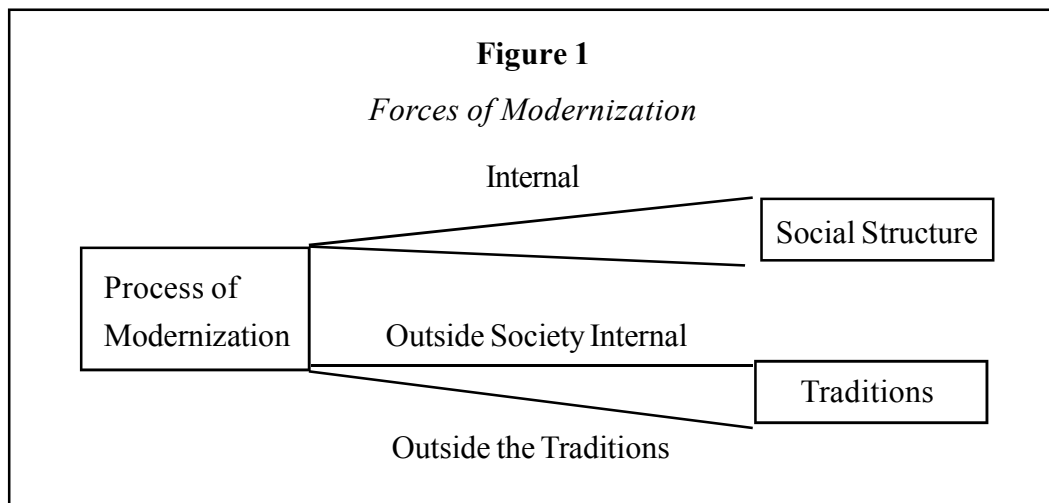 Figure 1
Forces of Modernization
Internal
Social Structure
Process of
Modernization
Outside Society Internal
Traditions
Outside the Traditions